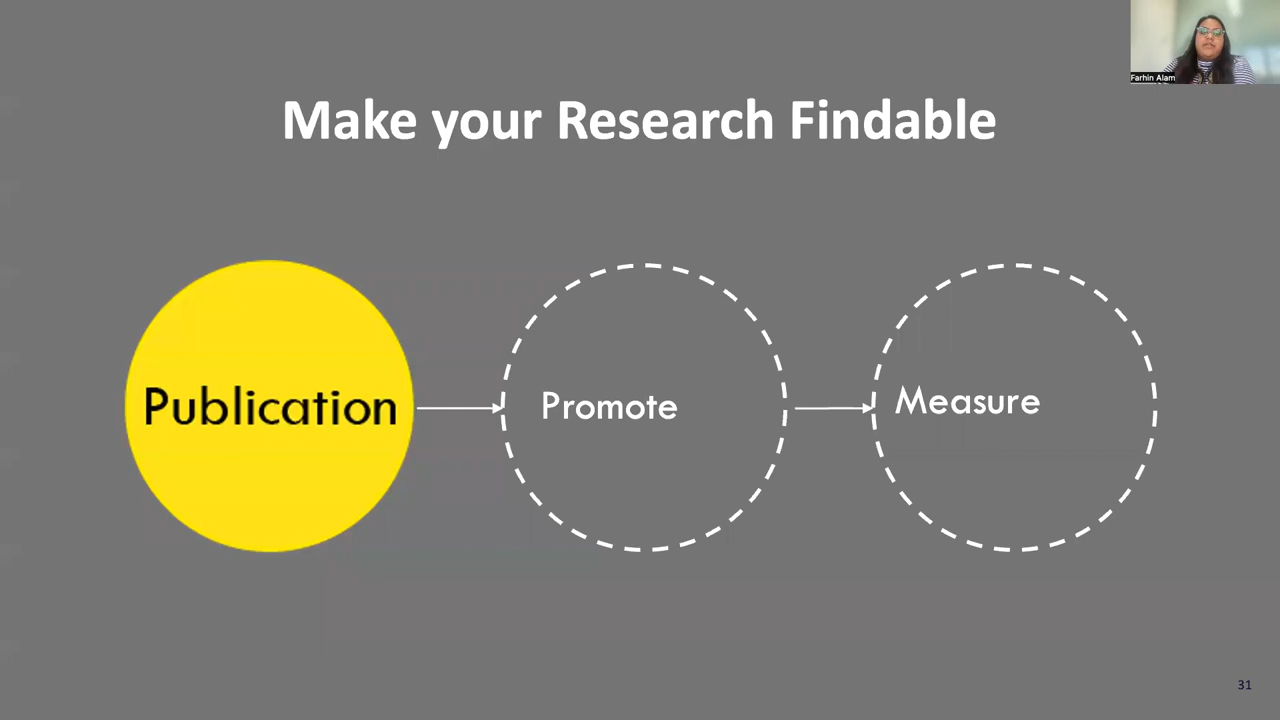 Farhin Alam
Make your Research Findable
Publication
Promote
Measure
31